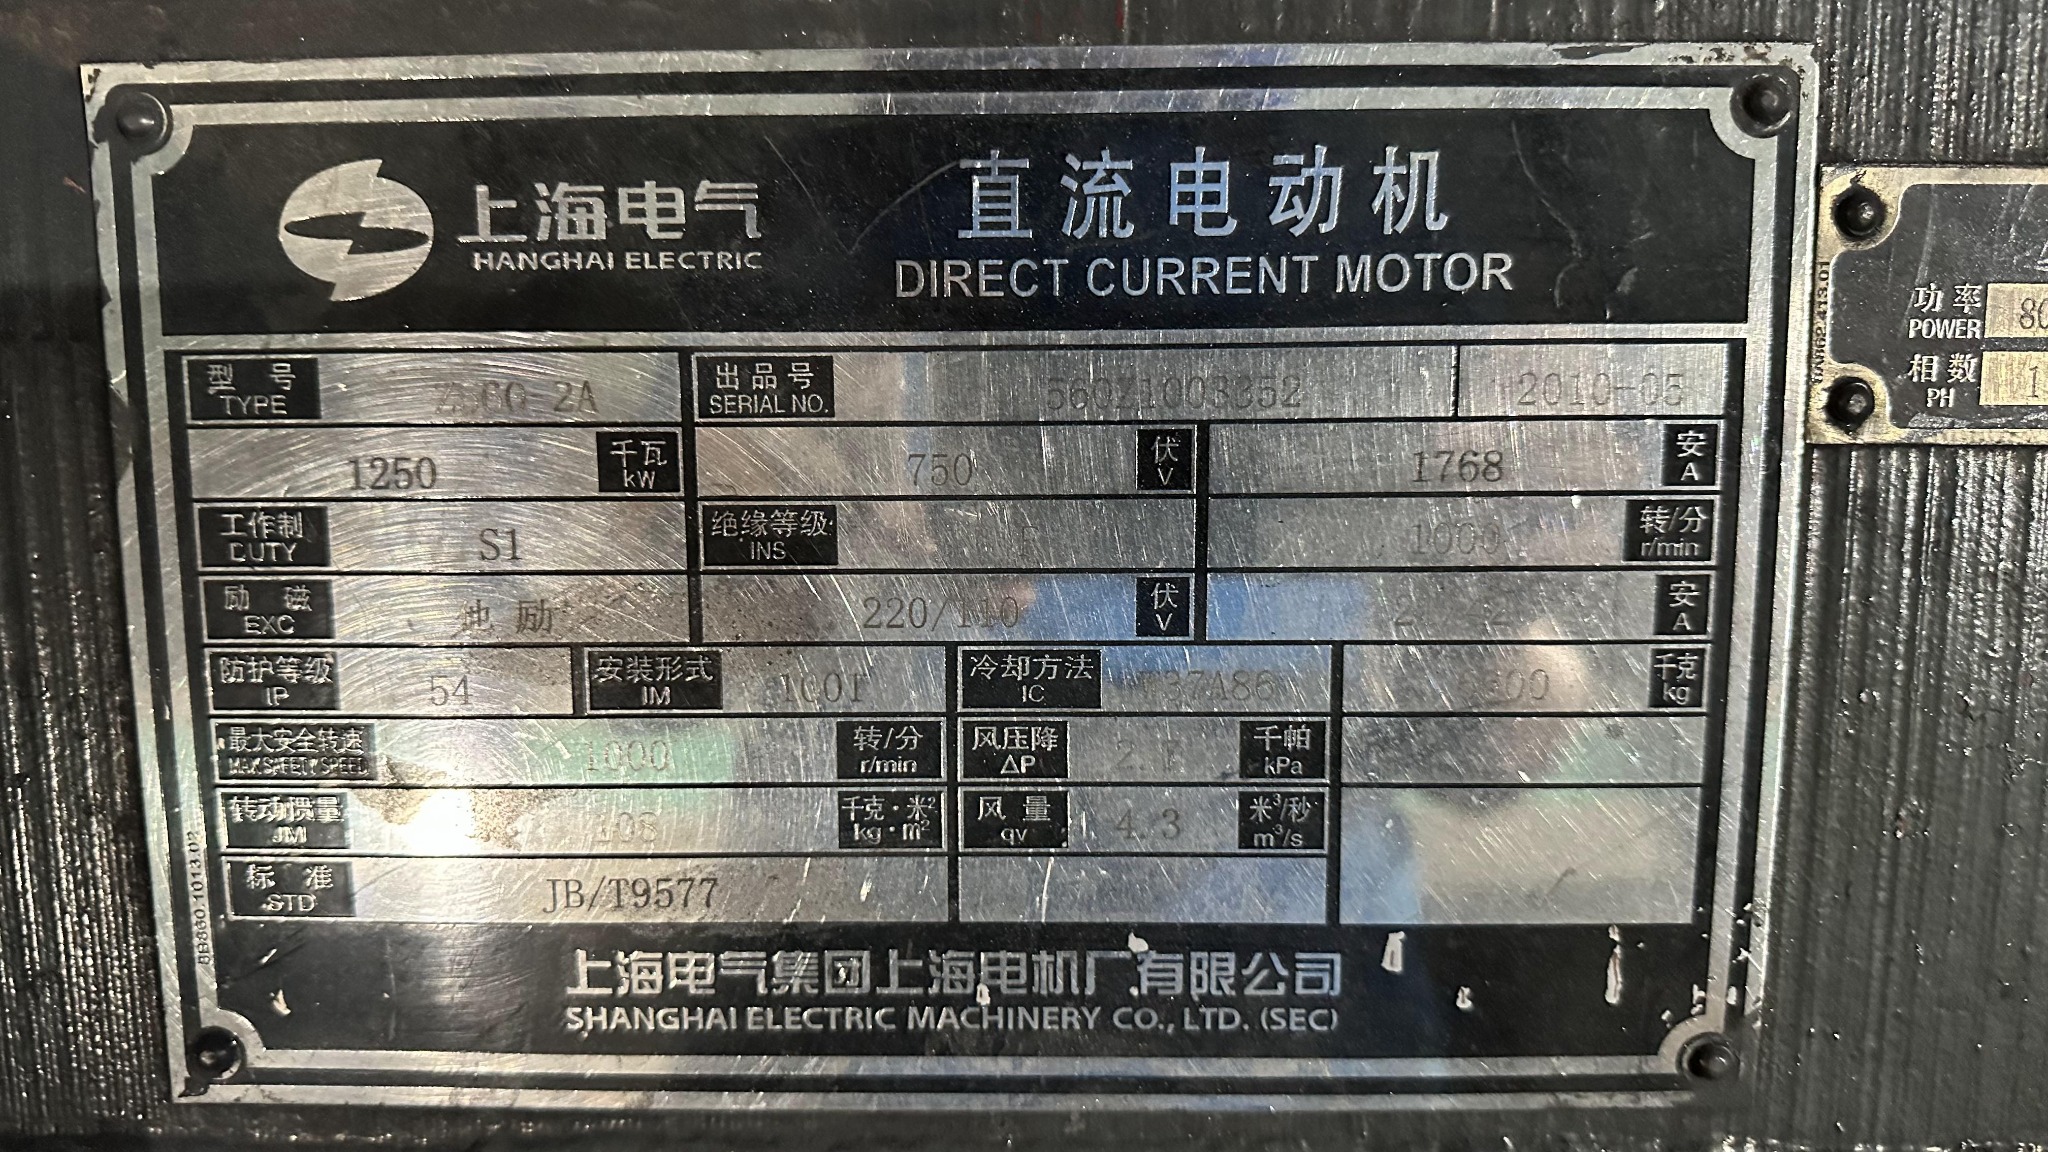 上海电气
HANGHAI ELECTRIC
直流电动机
DIRECT CURRENT MOTOR
型号 TYPE 出品号 SERIAL NO.
1250 千瓦 kW 750 伏 V 1768 安 A
工作制 DUTY S1 绝缘等级 INS 1000 转/分 r/min
励磁 EXC 他励 220/110 伏 V 安 A
防护等级 IP 54 安装形式 IM 冷却方法 IC 千克 kg
最大安全转速 1000 转/分 r/min 风压降 ΔP 千帕 kPa
转动惯量 JM 千克·米² kg·m² 风量 qv 4.3 米³/秒 m³/s
标准 STD JB/T9577
上海电气集团上海电机厂有限公司
SHANGHAI ELECTRIC MACHINERY CO., LTD. (SEC)
功率
POWER
相数 1
PH